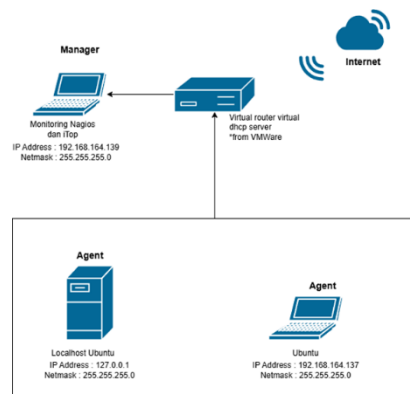 Manager
Internet
Monitoring Nagios
dan iTop
IP Address : 192.168.164.139
Netmask : 255.255.255.0
Virtual router virtual
dhcp server
*from VMWare
Agent
Localhost Ubuntu
IP Address : 127.0.0.1
Netmask : 255.255.255.0
Agent
Ubuntu
IP Address : 192.168.164.137
Netmask : 255.255.255.0